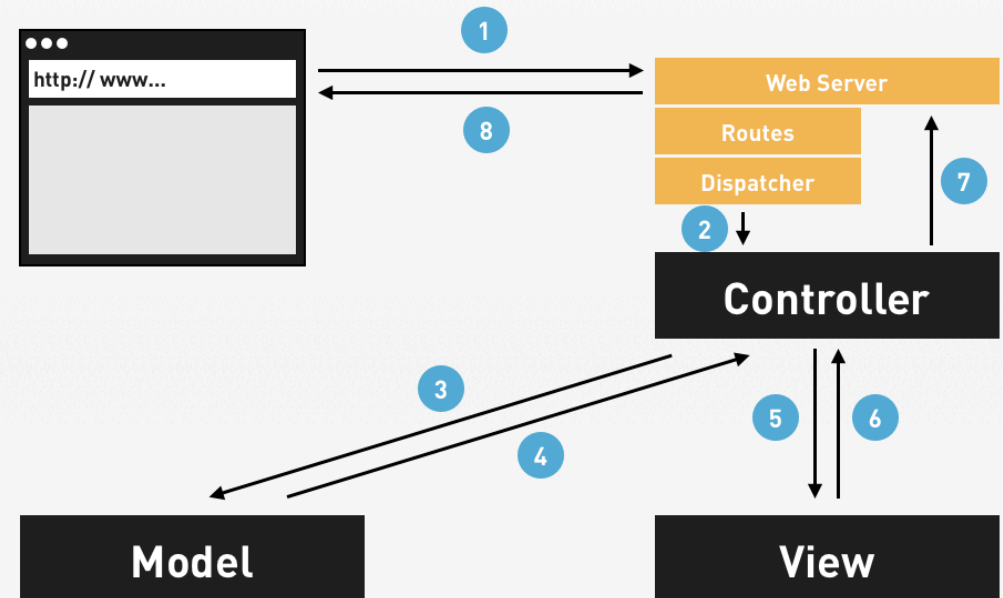 1
http:// www...
Web Server
8
Routes
Dispatcher
7
2
Controller
3
5
6
4
Model
View